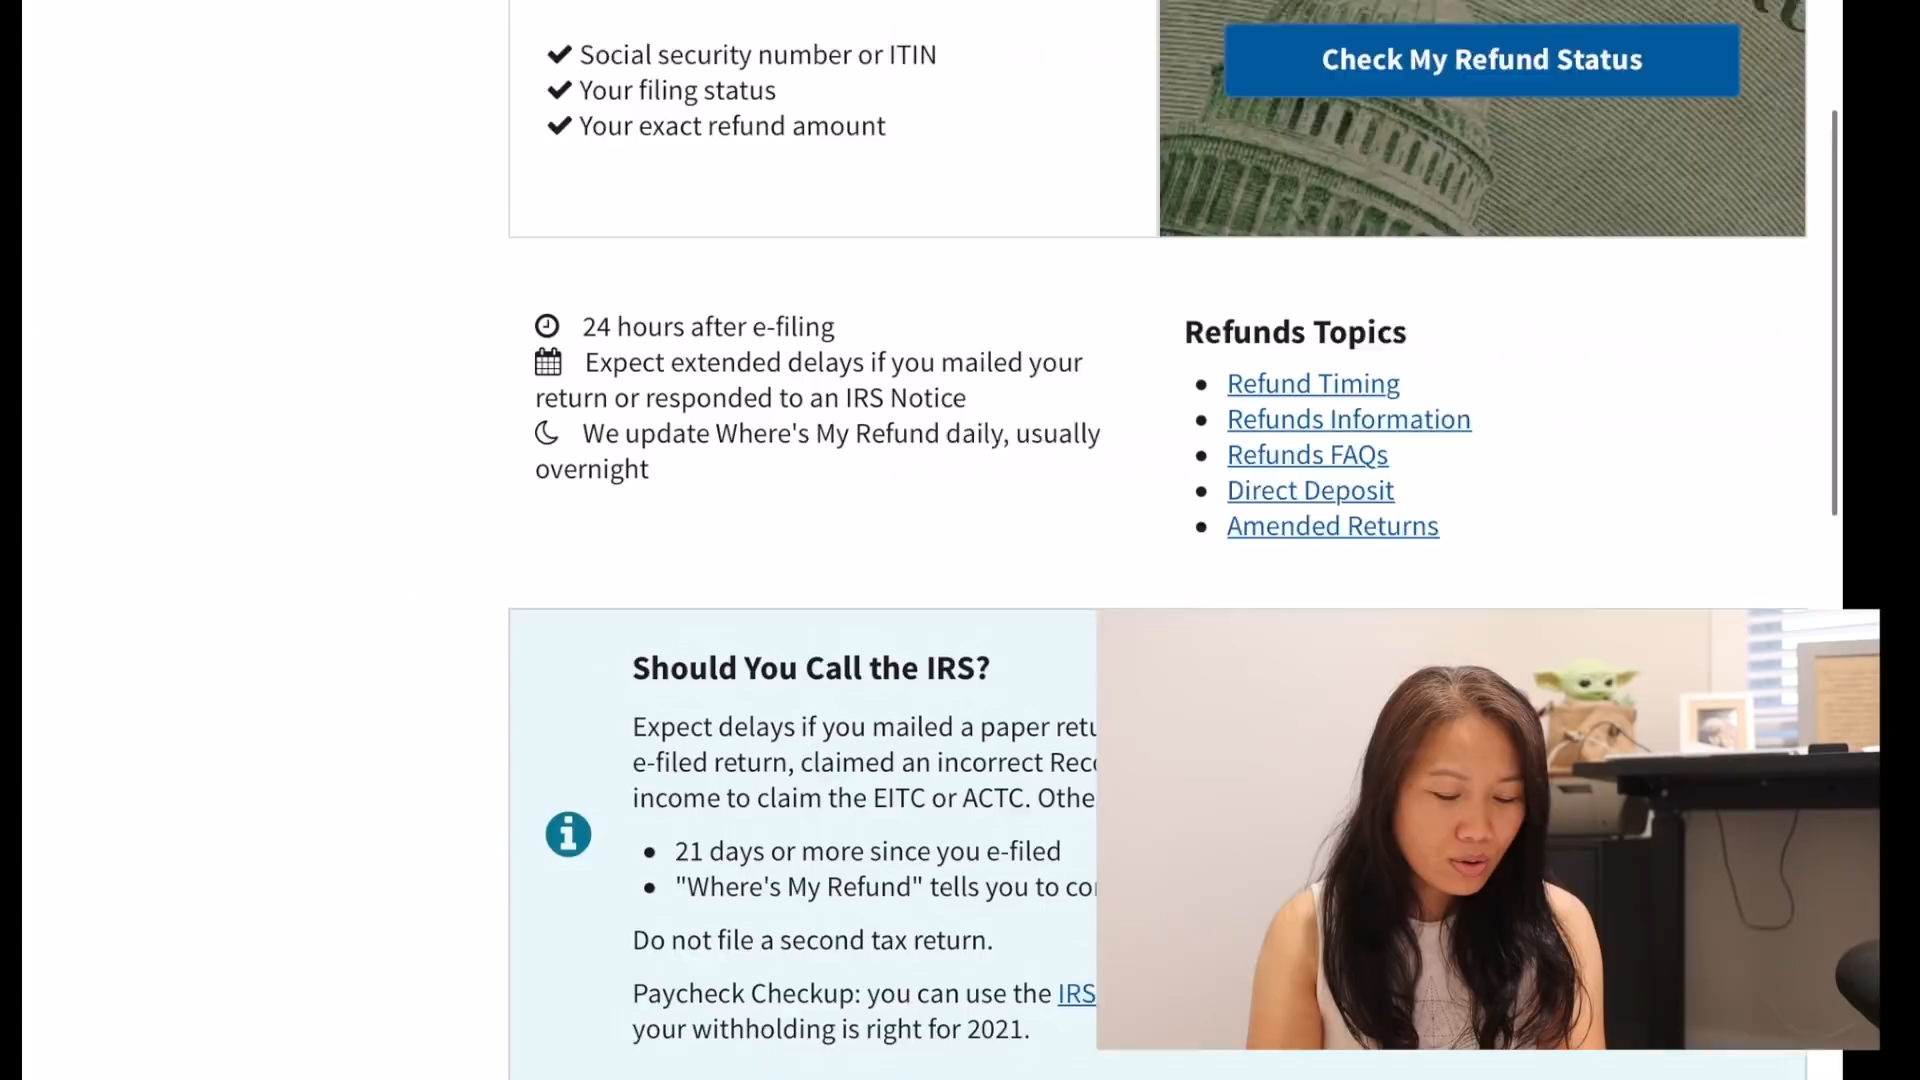 Social security number or ITIN
Your filing status
Your exact refund amount
Check My Refund Status
24 hours after e-filing
Expect extended delays if you mailed your
return or responded to an IRS Notice
We update Where's My Refund daily, usually
overnight
Refunds Topics
Refund Timing
Refunds Information
Refunds FAQs
Direct Deposit
Amended Returns
Should You Call the IRS?
Expect delays if you mailed a paper
e-filed return, claimed an incorrect
income to claim the EITC or ACTC.
21 days or more since you e-filed
"Where's My Refund" tells you to
Do not file a second tax return.
Paycheck Checkup: you can use the IRS
your withholding is right for 2021.